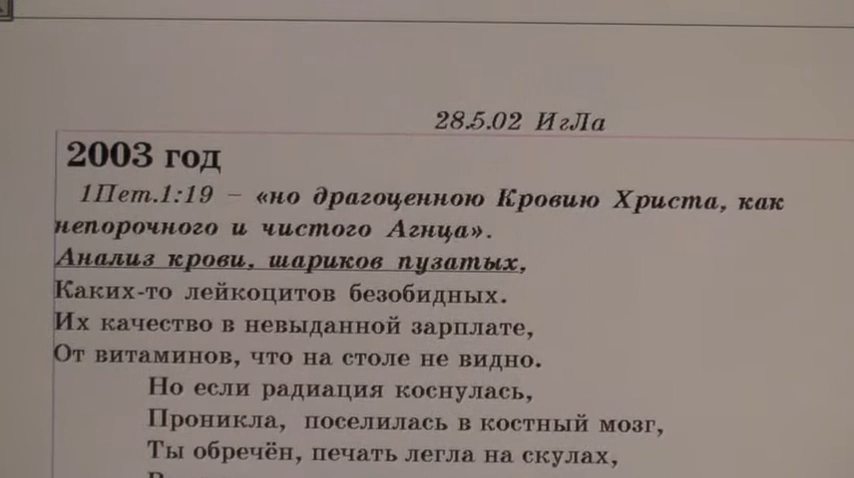 28.5.02 ИгЛа
2003 год
1Пет.1:19 – «но драгоценною Кровию Христа, как
непорочного и чистого Агнца».
Анализ крови, шариков пузатых,
Каких-то лейкоцитов безобидных.
Их качество в невыданной зарплате,
От витаминов, что на столе не видно.
Но если радиация коснулась,
Проникла, поселилась в костный мозг,
Ты обречён, печать легла на скулах,